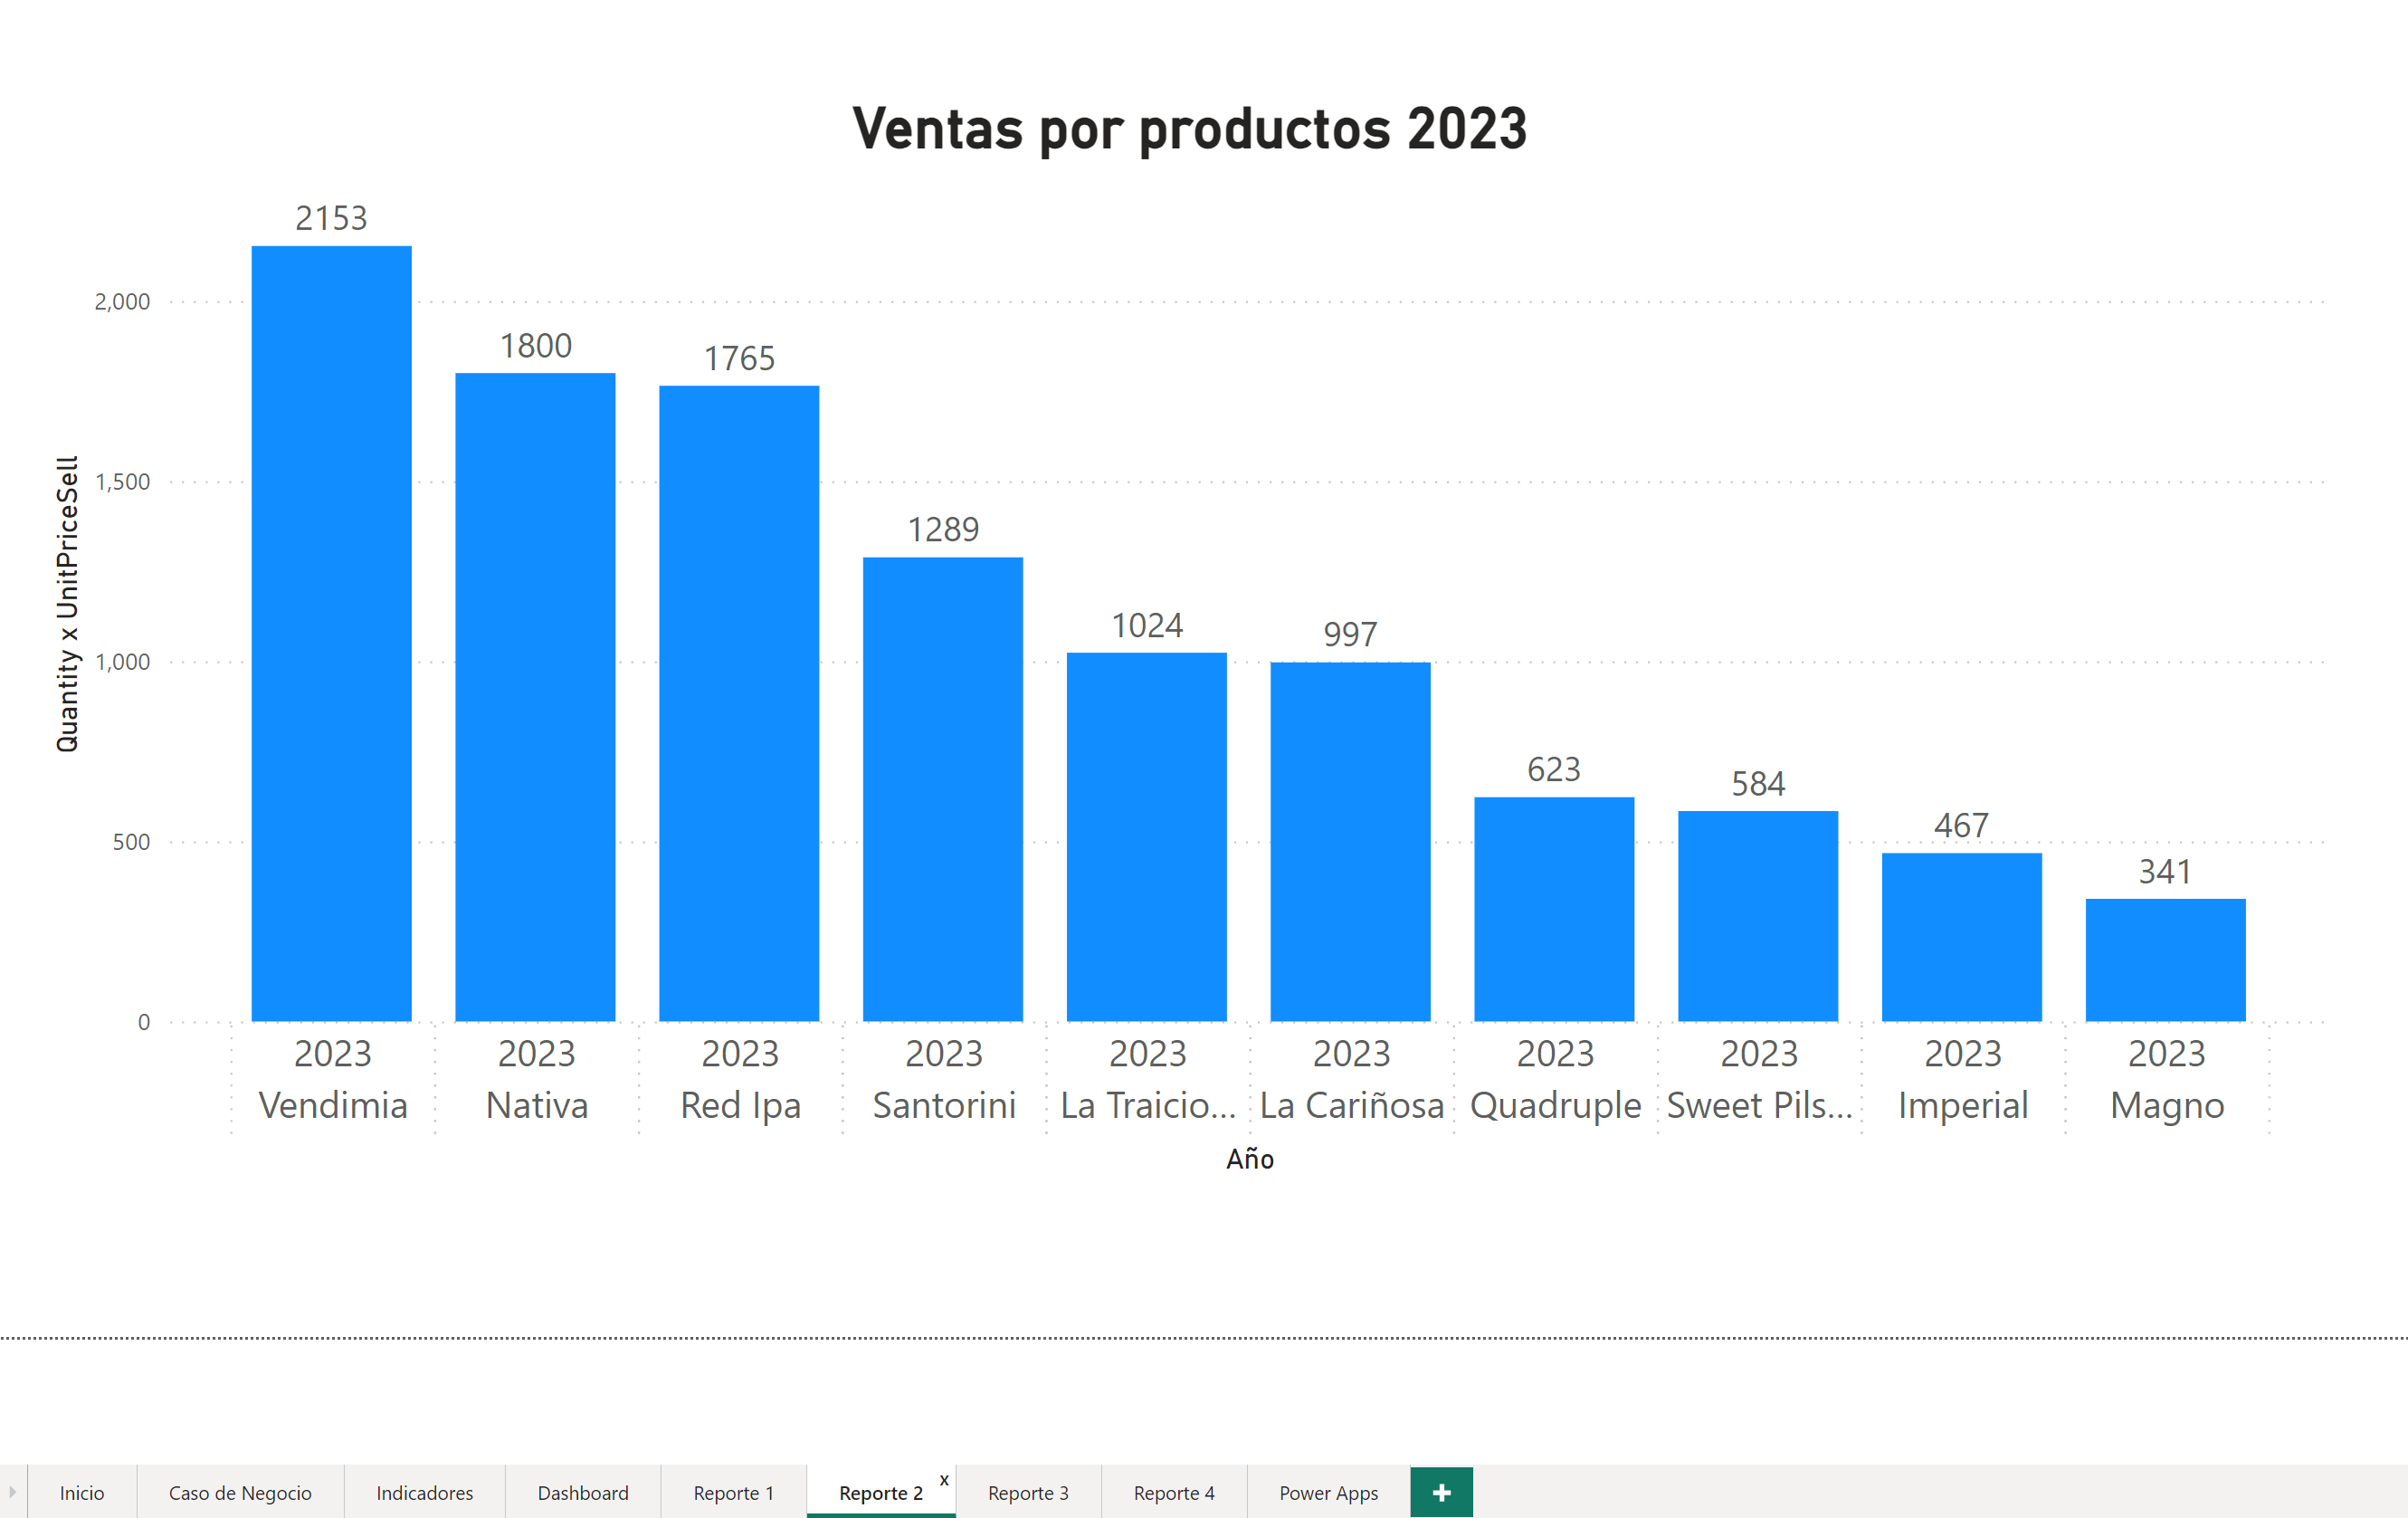 Ventas por productos 2023
2153
1800
1765
1289
1024
997
623
584
467
341
2,000
1,500
1,000
500
0
Quantity x UnitPriceSell
2023 2023 2023 2023 2023 2023 2023 2023 2023 2023
Vendimia Nativa Red Ipa Santorini La Traicio... La Cariñosa Quadruple Sweet Pils... Imperial Magno
Año
Inicio Caso de Negocio Indicadores Dashboard Reporte 1 Reporte 2 x Reporte 3 Reporte 4 Power Apps +